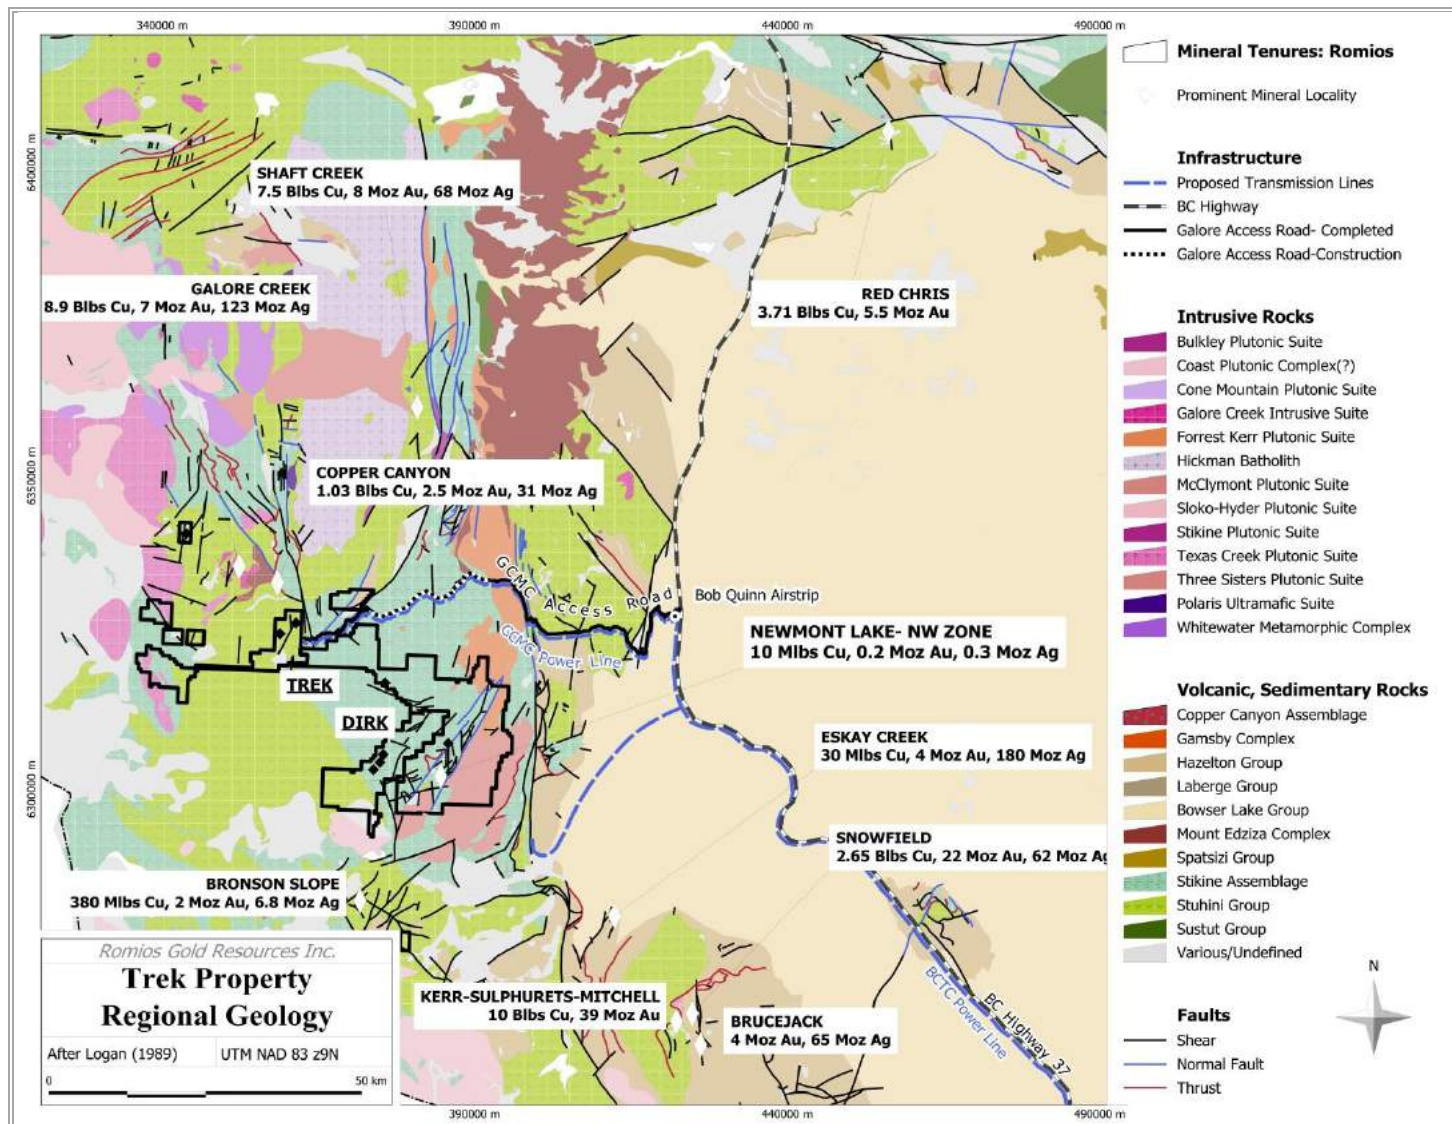 340000 m
390000 m
440000 m
490000 m
6400000 m
6350000 m
6300000 m
SHAFT CREEK
7.5 Blbs Cu, 8 Moz Au, 68 Moz Ag
GALORE CREEK
8.9 Blbs Cu, 7 Moz Au, 123 Moz Ag
RED CHRIS
3.71 Blbs Cu, 5.5 Moz Au
COPPER CANYON
1.03 Blbs Cu, 2.5 Moz Au, 31 Moz Ag
GCMC Access Road
GCMC Power Line
Bob Quinn Airstrip
NEWMONT LAKE- NW ZONE
10 Mlbs Cu, 0.2 Moz Au, 0.3 Moz Ag
TREK
DIRK
ESKAY CREEK
30 Mlbs Cu, 4 Moz Au, 180 Moz Ag
SNOWFIELD
2.65 Blbs Cu, 22 Moz Au, 62 Moz Ag
BRONSON SLOPE
380 Mlbs Cu, 2 Moz Au, 6.8 Moz Ag
KERR-SULPHURETS-MITCHELL
10 Blbs Cu, 39 Moz Au
BRUCEJACK
4 Moz Au, 65 Moz Ag
BC Highway 37
BCTC Power Line
Romios Gold Resources Inc.
Trek Property
Regional Geology
After Logan (1989)
UTM NAD 83 z9N
0
50 km
390000 m
440000 m
490000 m
Mineral Tenures: Romios
Prominent Mineral Locality
Infrastructure
Proposed Transmission Lines
BC Highway
Galore Access Road- Completed
Galore Access Road-Construction
Intrusive Rocks
Bulkley Plutonic Suite
Coast Plutonic Complex(?)
Cone Mountain Plutonic Suite
Galore Creek Intrusive Suite
Forrest Kerr Plutonic Suite
Hickman Batholith
McClymont Plutonic Suite
Sloko-Hyder Plutonic Suite
Stikine Plutonic Suite
Texas Creek Plutonic Suite
Three Sisters Plutonic Suite
Polaris Ultramafic Suite
Whitewater Metamorphic Complex
Volcanic, Sedimentary Rocks
Copper Canyon Assemblage
Gamsby Complex
Hazelton Group
Laberge Group
Bowser Lake Group
Mount Edziza Complex
Spatsizi Group
Stikine Assemblage
Stuhini Group
Sustut Group
Various/Undefined
N
Faults
Shear
Normal Fault
Thrust